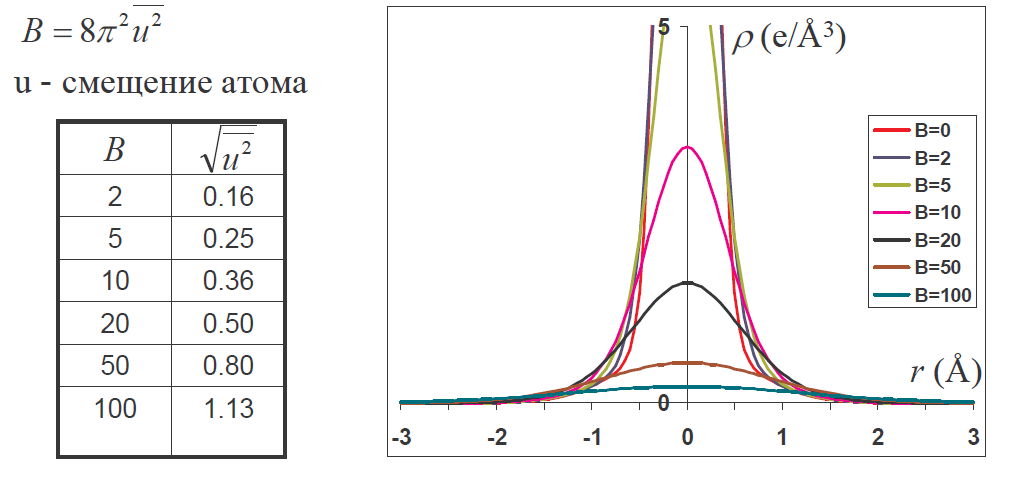 B = 8π² u̅²̅
u - смещение атома
B √u̅²̅
2 0.16
5 0.25
10 0.36
20 0.50
50 0.80
100 1.13
5 ρ (e/Å³)
B=0
B=2
B=5
B=10
B=20
B=50
B=100
r (Å)
0
-3 -2 -1 0 1 2 3